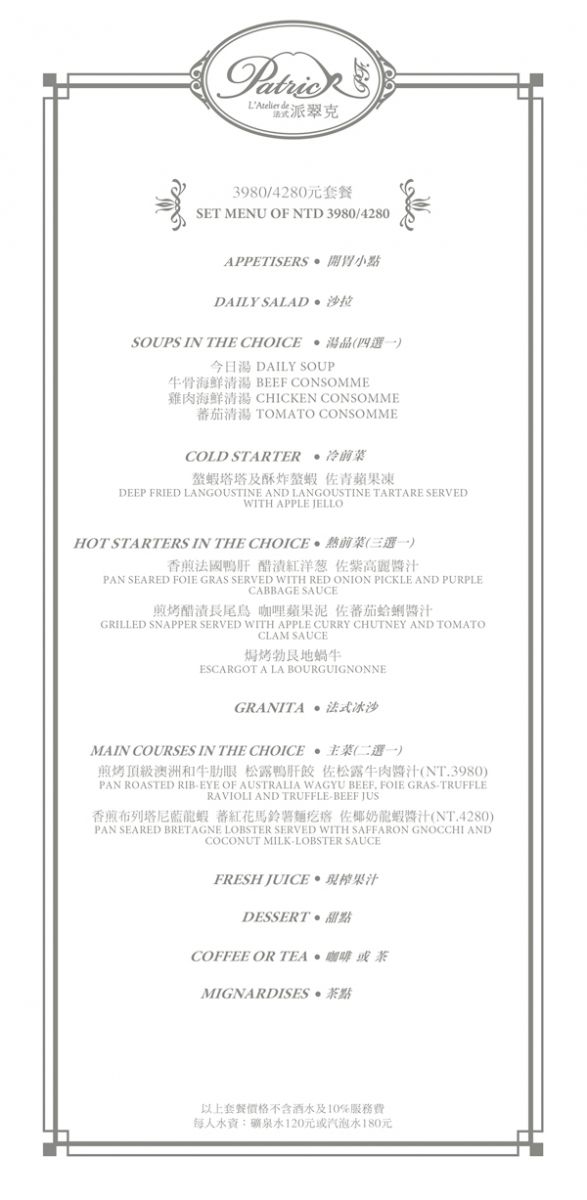 Patrick
P.F.
L'Atelier de
法式派翠克
3980/4280元套餐
SET MENU OF NTD 3980/4280
APPETISERS • 開胃小點
DAILY SALAD • 沙拉
SOUPS IN THE CHOICE • 湯品(四選一)
今日湯 DAILY SOUP
牛骨海鮮清湯 BEEF CONSOMME
雞肉海鮮清湯 CHICKEN CONSOMME
蕃茄清湯 TOMATO CONSOMME
COLD STARTER • 冷前菜
螯蝦塔塔及酥炸螯蝦 佐青蘋果凍
DEEP FRIED LANGOUSTINE AND LANGOUSTINE TARTARE SERVED
WITH APPLE JELLO
HOT STARTERS IN THE CHOICE • 熱前菜(三選一)
香煎法國鴨肝 醋漬紅洋葱 佐紫高麗醬汁
PAN SEARED FOIE GRAS SERVED WITH RED ONION PICKLE AND PURPLE
CABBAGE SAUCE
煎烤醋漬長尾鳥 咖哩蘋果泥 佐蕃茄蛤蜊醬汁
GRILLED SNAPPER SERVED WITH APPLE CURRY CHUTNEY AND TOMATO
CLAM SAUCE
焗烤勃艮地蝸牛
ESCARGOT A LA BOURGUIGNONNE
GRANITA • 法式冰沙
MAIN COURSES IN THE CHOICE • 主菜(二選一)
煎烤頂級澳洲和牛肋眼 松露鴨肝餃 佐松露牛肉醬汁(NT.3980)
PAN ROASTED RIB-EYE OF AUSTRALIA WAGYU BEEF, FOIE GRAS-TRUFFLE
RAVIOLI AND TRUFFLE-BEEF JUS
香煎布列塔尼藍龍蝦 蕃紅花馬鈴薯麵疙瘩 佐椰奶龍蝦醬汁(NT.4280)
PAN SEARED BRETAGNE LOBSTER SERVED WITH SAFFARON GNOCCHI AND
COCONUT MILK-LOBSTER SAUCE
FRESH JUICE • 現榨果汁
DESSERT • 甜點
COFFEE OR TEA • 咖啡 或 茶
MIGNARDISES • 茶點
以上套餐價格不含酒水及10%服務費
每人水資：礦泉水120元或汽泡水180元